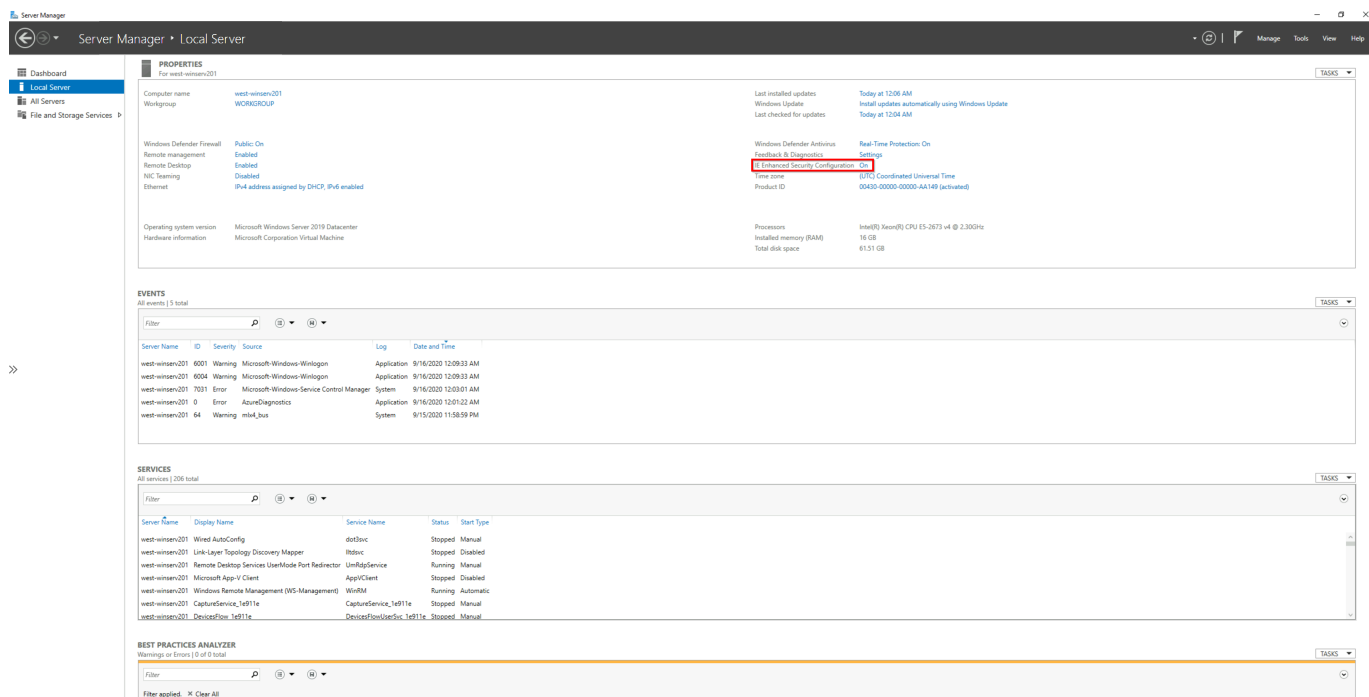 Server Manager
Server Manager • Local Server
Manage Tools View Help
Dashboard
Local Server
All Servers
File and Storage Services
PROPERTIES
For west-winserv201
TASKS
Computer name west-winserv201
Workgroup WORKGROUP
Last installed updates Today at 12:06 AM
Windows Update Install updates automatically using Windows Update
Last checked for updates Today at 12:04 AM
Windows Defender Firewall Public: On
Remote management Enabled
Remote Desktop Enabled
NIC Teaming Disabled
Ethernet IPv4 address assigned by DHCP, IPv6 enabled
Windows Defender Antivirus Real-Time Protection: On
Feedback & Diagnostics Settings
IE Enhanced Security Configuration On
Time zone (UTC) Coordinated Universal Time
Product ID 00430-00000-00000-AA149 (activated)
Operating system version Microsoft Windows Server 2019 Datacenter
Hardware information Microsoft Corporation Virtual Machine
Processors Intel(R) Xeon(R) CPU E5-2673 v4 @ 2.30GHz
Installed memory (RAM) 16 GB
Total disk space 61.51 GB
EVENTS
All events | 5 total
TASKS
Filter
Server Name ID Severity Source Log Date and Time
west-winserv201 6001 Warning Microsoft-Windows-Winlogon Application 9/16/2020 12:09:33 AM
west-winserv201 6004 Warning Microsoft-Windows-Winlogon Application 9/16/2020 12:09:33 AM
west-winserv201 7031 Error Microsoft-Windows-Service Control Manager System 9/16/2020 12:03:01 AM
west-winserv201 0 Error AzureDiagnostics Application 9/16/2020 12:01:22 AM
west-winserv201 64 Warning mlx4_bus System 9/15/2020 11:58:59 PM
SERVICES
All services | 206 total
TASKS
Filter
Server Name Display Name Service Name Status Start Type
west-winserv201 Wired AutoConfig dot3svc Stopped Manual
west-winserv201 Link-Layer Topology Discovery Mapper lltdsvc Stopped Disabled
west-winserv201 Remote Desktop Services UserMode Port Redirector UmRdpService Running Manual
west-winserv201 Microsoft App-V Client AppVClient Stopped Disabled
west-winserv201 Windows Remote Management (WS-Management) WinRM Running Automatic
west-winserv201 CaptureService_1e911e CaptureService_1e911e Stopped Manual
west-winserv201 DevicesFlow_1e911e DevicesFlowUserSvc_1e911e Stopped Manual
BEST PRACTICES ANALYZER
Warnings or Errors | 0 of 0 total
TASKS
Filter
Filter applied. × Clear All